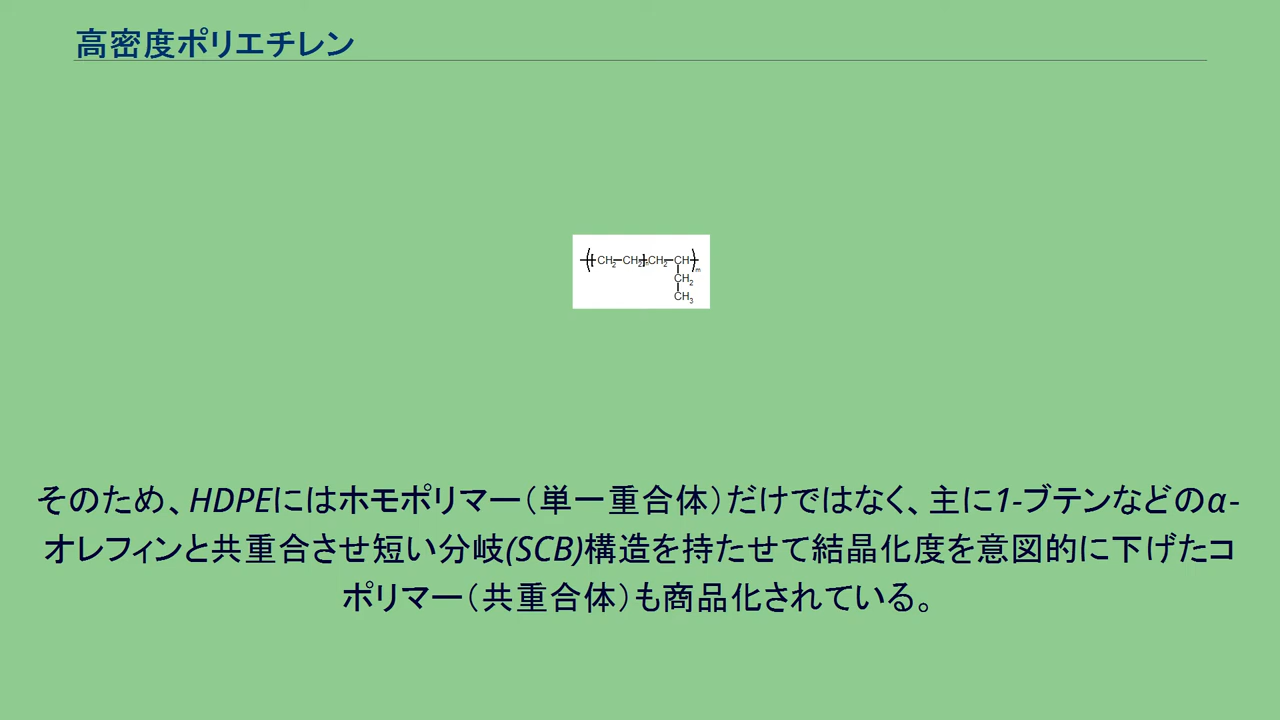 高密度ポリエチレン
CH2 CH2 CH2 CH m
CH2
CH3
そのため、HDPEにはホモポリマー（単一重合体）だけではなく、主に1-ブテンなどのα-
オレフィンと共重合させ短い分岐(SCB)構造を持たせて結晶化度を意図的に下げたコ
ポリマー（共重合体）も商品化されている。